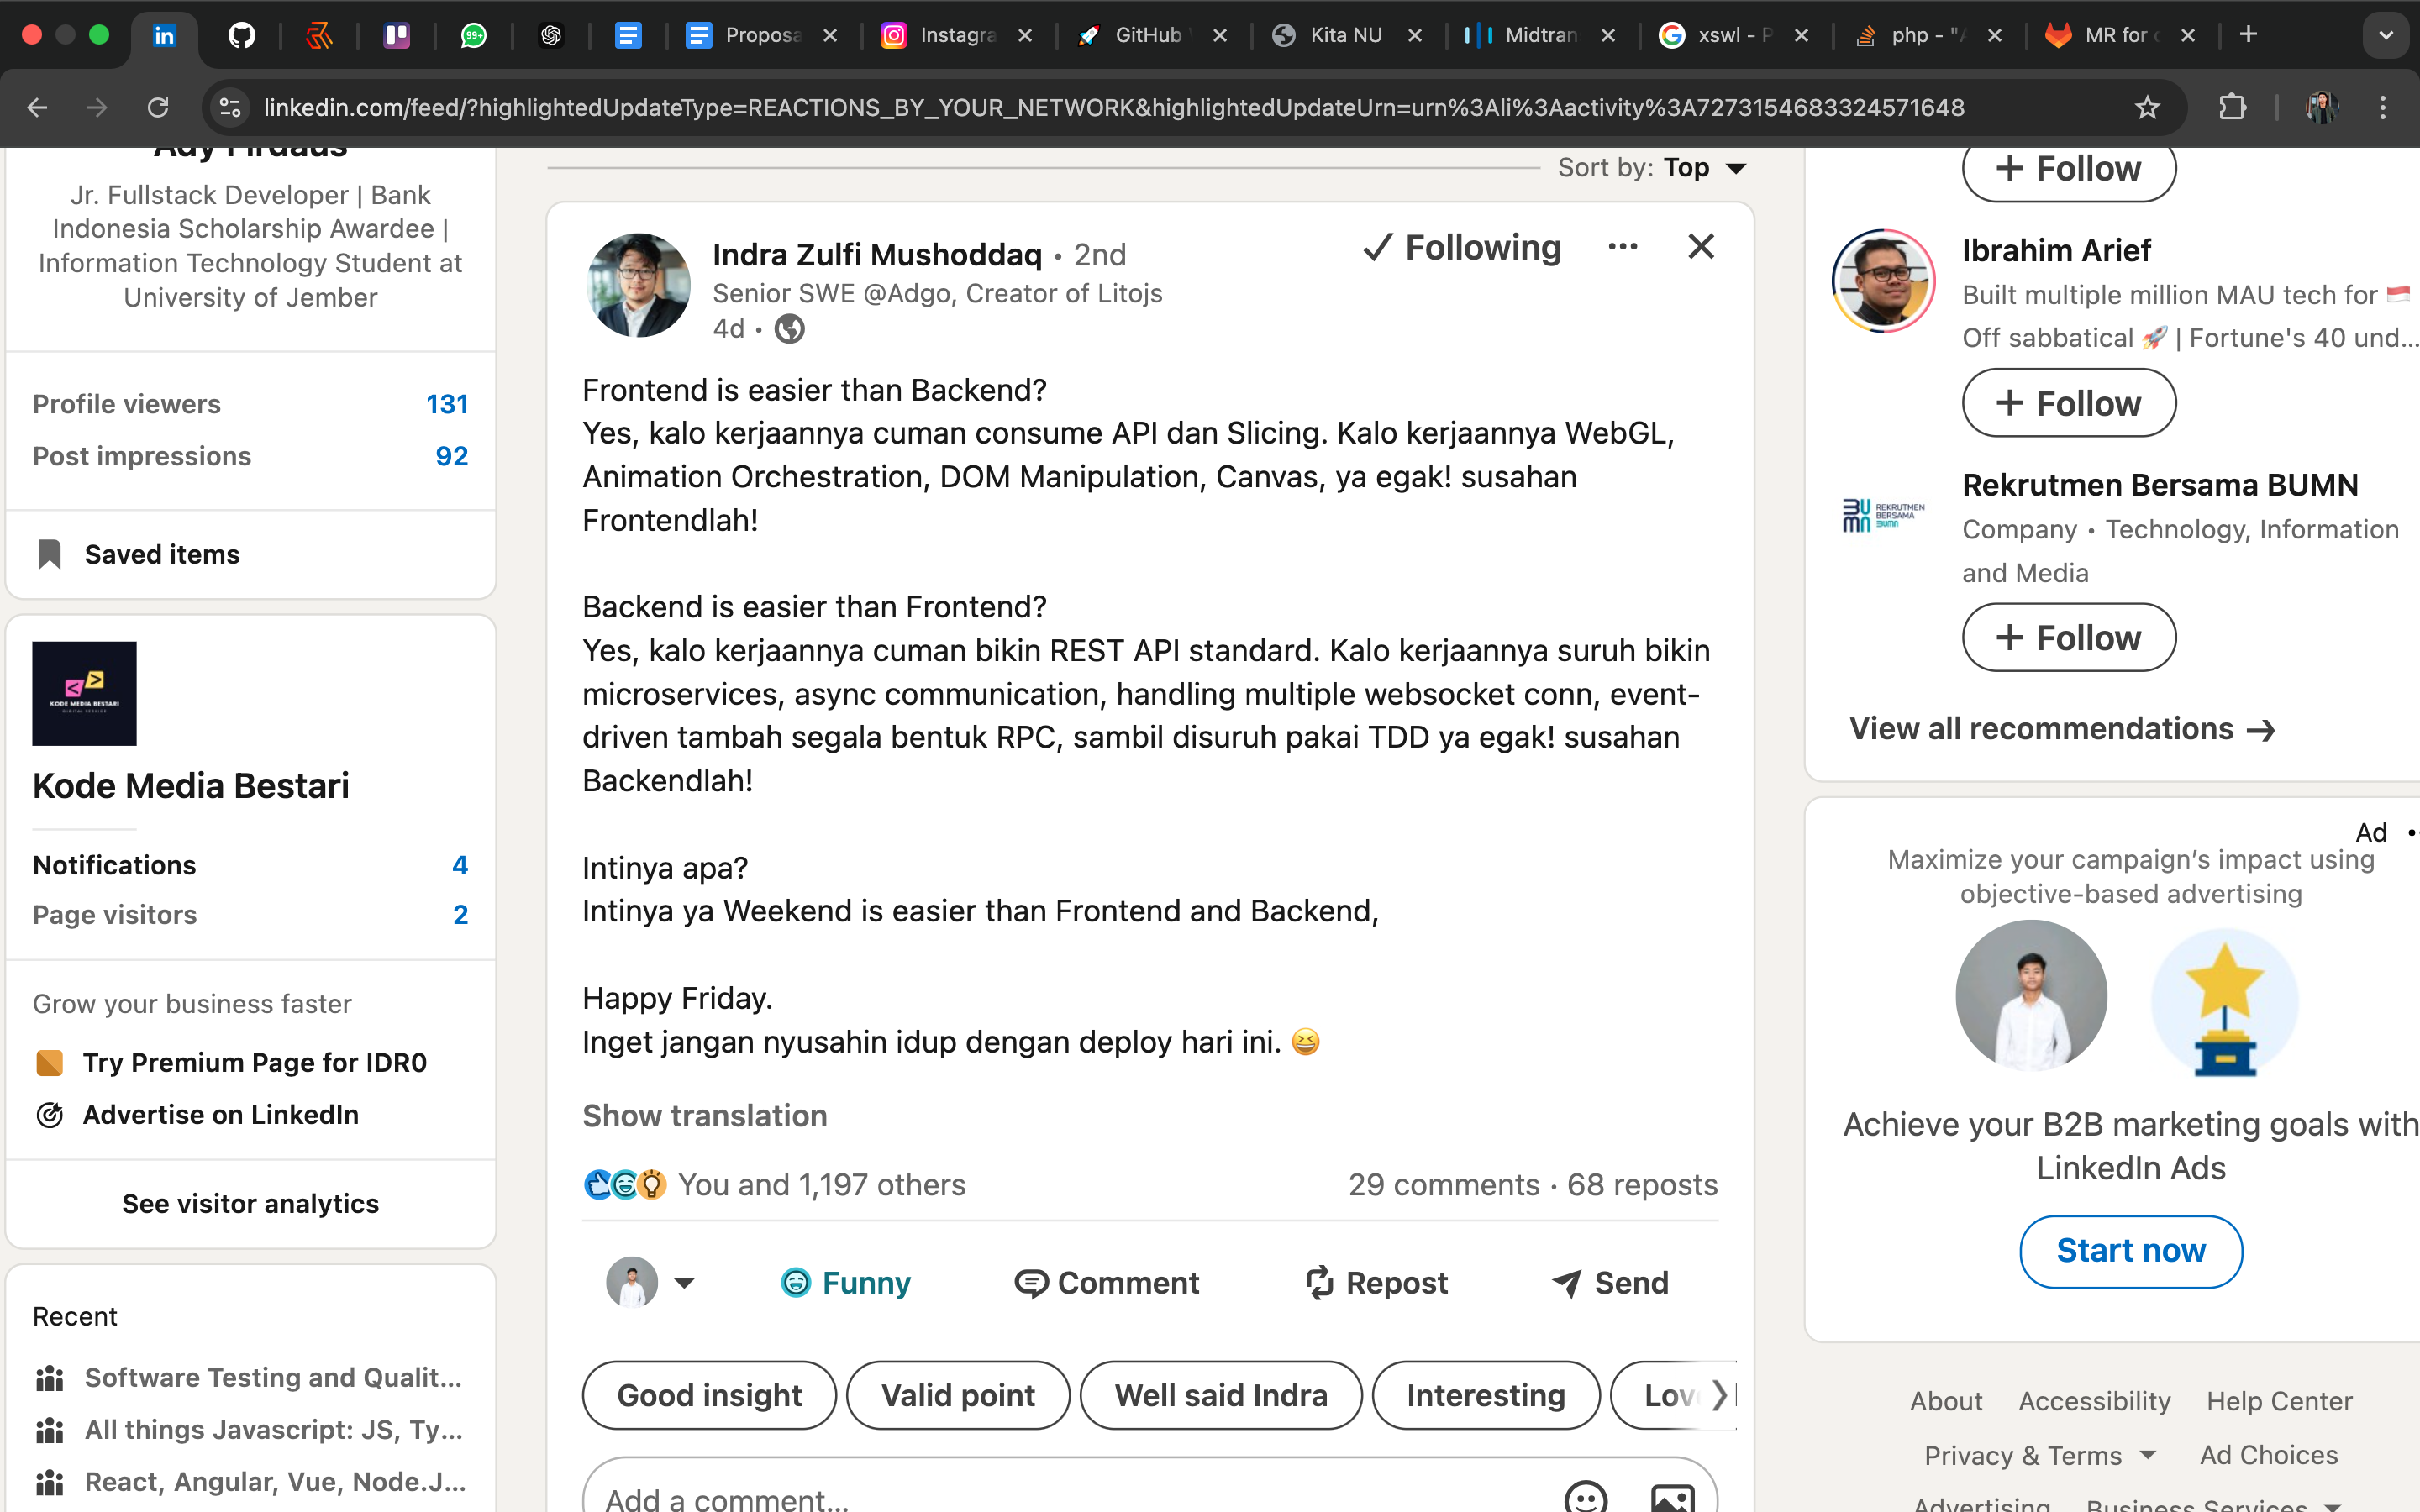 Proposa
Instagra
GitHub
Kita NU
Midtran
xswl - P
php - "A
MR for c
linkedin.com/feed/?highlightedUpdateType=REACTIONS_BY_YOUR_NETWORK&highlightedUpdateUrn=urn%3Ali%3Aactivity%3A7273154683324571648
Ady Firdaus
Jr. Fullstack Developer | Bank
Indonesia Scholarship Awardee |
Information Technology Student at
University of Jember
Profile viewers 131
Post impressions 92
Saved items
KODE MEDIA BESTARI
Kode Media Bestari
Notifications 4
Page visitors 2
Grow your business faster
Try Premium Page for IDR0
Advertise on LinkedIn
See visitor analytics
Recent
Software Testing and Qualit...
All things Javascript: JS, Ty...
React, Angular, Vue, Node.J...
Sort by: Top
Indra Zulfi Mushoddaq • 2nd
Following
Senior SWE @Adgo, Creator of Litojs
4d •
Frontend is easier than Backend?
Yes, kalo kerjaannya cuman consume API dan Slicing. Kalo kerjaannya WebGL,
Animation Orchestration, DOM Manipulation, Canvas, ya egak! susahan
Frontendlah!
Backend is easier than Frontend?
Yes, kalo kerjaannya cuman bikin REST API standard. Kalo kerjaannya suruh bikin
microservices, async communication, handling multiple websocket conn, event-
driven tambah segala bentuk RPC, sambil disuruh pakai TDD ya egak! susahan
Backendlah!
Intinya apa?
Intinya ya Weekend is easier than Frontend and Backend,
Happy Friday.
Inget jangan nyusahin idup dengan deploy hari ini. 😆
Show translation
You and 1,197 others
29 comments • 68 reposts
Funny
Comment
Repost
Send
Good insight
Valid point
Well said Indra
Interesting
Lov
Add a comment...
+ Follow
Ibrahim Arief
Built multiple million MAU tech for 🇮🇩
Off sabbatical 🚀 | Fortune's 40 und...
+ Follow
REKRUTMEN
BERSAMA
BUMN
Rekrutmen Bersama BUMN
Company • Technology, Information
and Media
+ Follow
View all recommendations →
Ad
Maximize your campaign's impact using
objective-based advertising
Achieve your B2B marketing goals with
LinkedIn Ads
Start now
About Accessibility Help Center
Privacy & Terms Ad Choices
Advertising Business Services